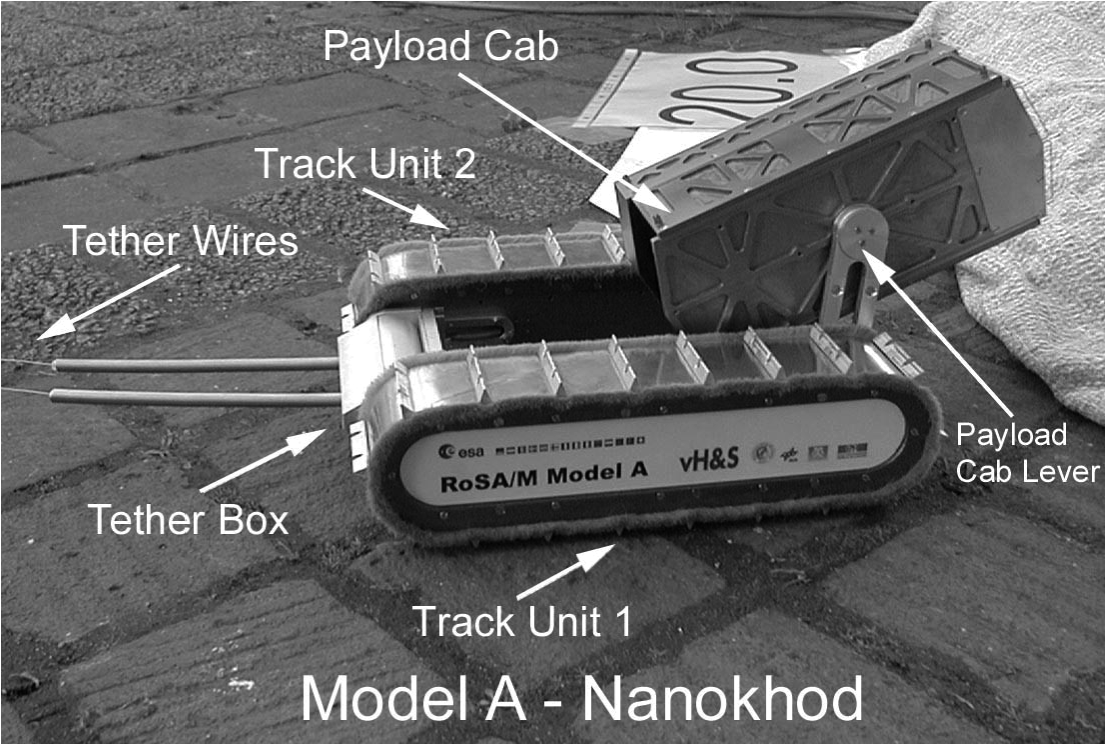 Payload Cab
20.0
Track Unit 2
Tether Wires
Payload
Cab Lever
esa
vH&S
RoSA/M Model A
Tether Box
Track Unit 1
Model A - Nanokhod